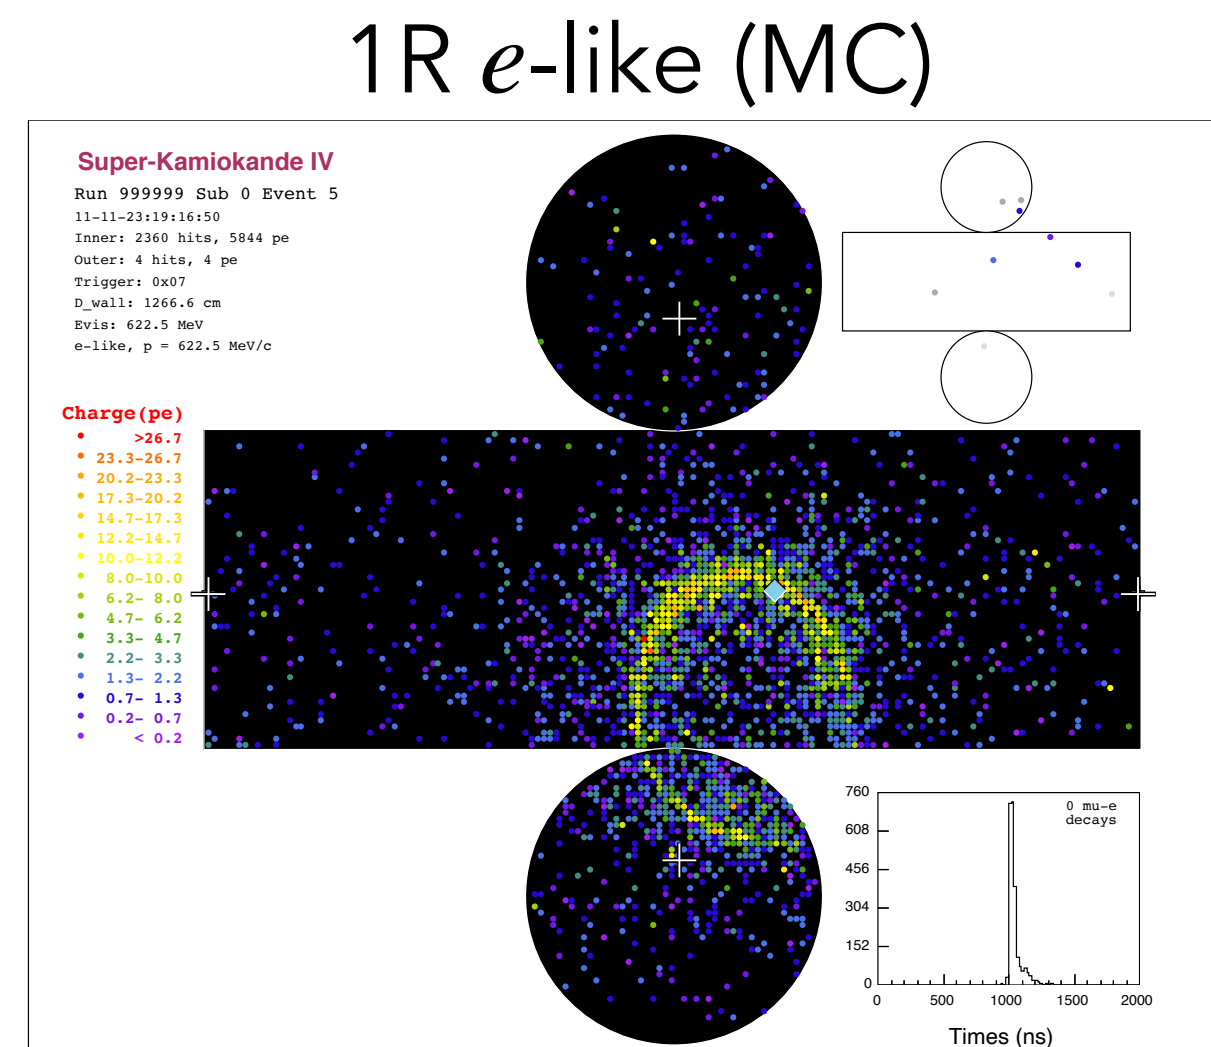 1R e-like (MC)
Super-Kamiokande IV
Run 999999 Sub 0 Event 5
11-11-23:19:16:50
Inner: 2360 hits, 5844 pe
Outer: 4 hits, 4 pe
Trigger: 0x07
D_wall: 1266.6 cm
Evis: 622.5 MeV
e-like, p = 622.5 MeV/c
Charge(pe)
>26.7
23.3-26.7
20.2-23.3
17.3-20.2
14.7-17.3
12.2-14.7
10.0-12.2
8.0-10.0
6.2- 8.0
4.7- 6.2
3.3- 4.7
2.2- 3.3
1.3- 2.2
0.7- 1.3
0.2- 0.7
< 0.2
0 mu-e
decays
760
608
456
304
152
0
0 500 1000 1500 2000
Times (ns)